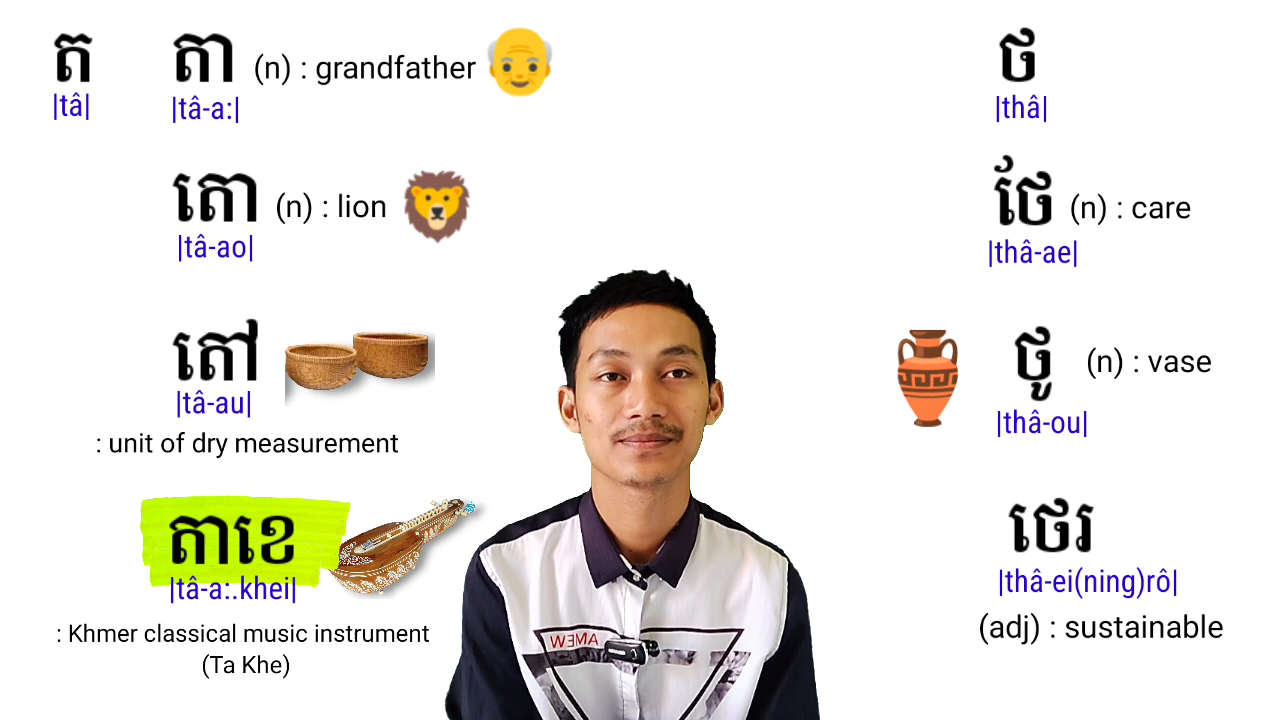 ត
|tâ|
តា (n) : grandfather
|tâ-a:|
តោ (n) : lion
|tâ-ao|
តៅ
|tâ-au|
: unit of dry measurement
តាខេ
|tâ-a:.khei|
: Khmer classical music instrument
(Ta Khe)
AMEW
ថ
|thâ|
ថែ (n) : care
|thâ-ae|
ថូ (n) : vase
|thâ-ou|
ថេរ
|thâ-ei(ning)rô|
(adj) : sustainable